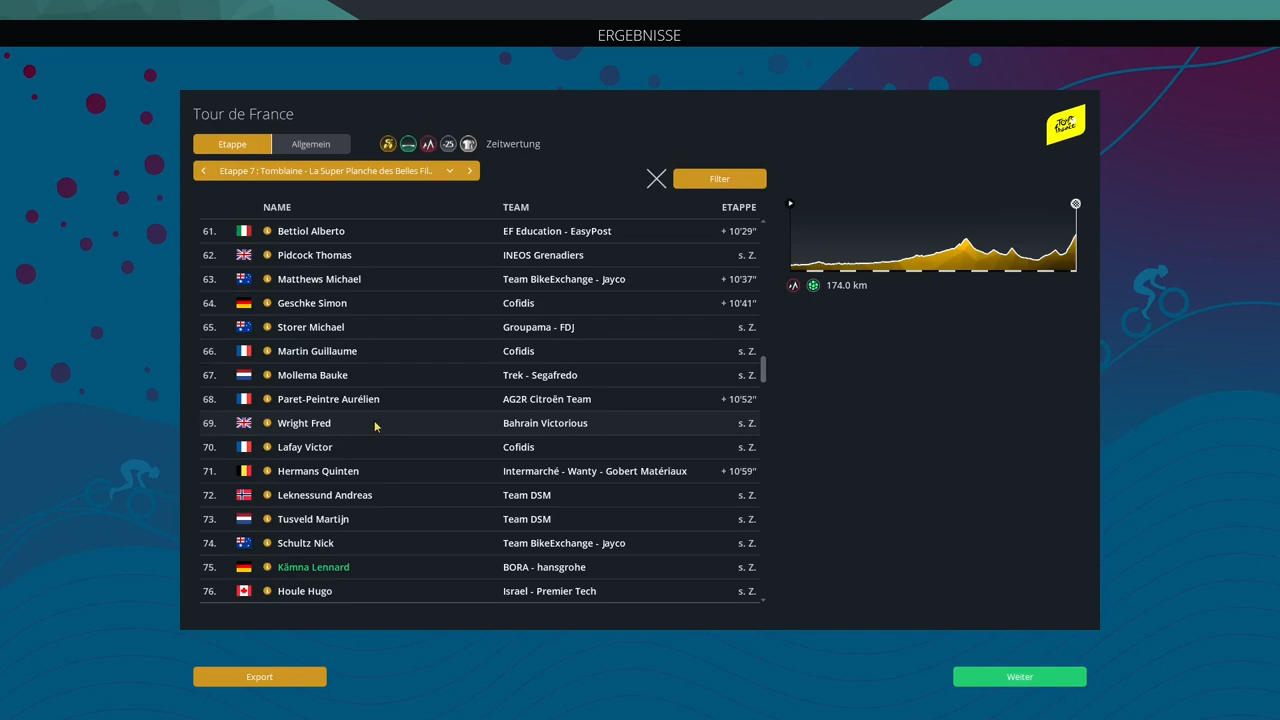 ERGEBNISSE
Tour de France
Etappe Allgemein -25 Zeitwertung
Etappe 7 : Tomblaine - La Super Planche des Belles Fil..
Filter
NAME TEAM ETAPPE
61. Bettiol Alberto EF Education - EasyPost + 10'29''
62. Pidcock Thomas INEOS Grenadiers s. Z.
63. Matthews Michael Team BikeExchange - Jayco + 10'37''
64. Geschke Simon Cofidis + 10'41''
65. Storer Michael Groupama - FDJ s. Z.
66. Martin Guillaume Cofidis s. Z.
67. Mollema Bauke Trek - Segafredo s. Z.
68. Paret-Peintre Aurélien AG2R Citroën Team + 10'52''
69. Wright Fred Bahrain Victorious s. Z.
70. Lafay Victor Cofidis s. Z.
71. Hermans Quinten Intermarché - Wanty - Gobert Matériaux + 10'59''
72. Leknessund Andreas Team DSM s. Z.
73. Tusveld Martijn Team DSM s. Z.
74. Schultz Nick Team BikeExchange - Jayco s. Z.
75. Kämna Lennard BORA - hansgrohe s. Z.
76. Houle Hugo Israel - Premier Tech s. Z.
Tour
174.0 km
Export
Weiter